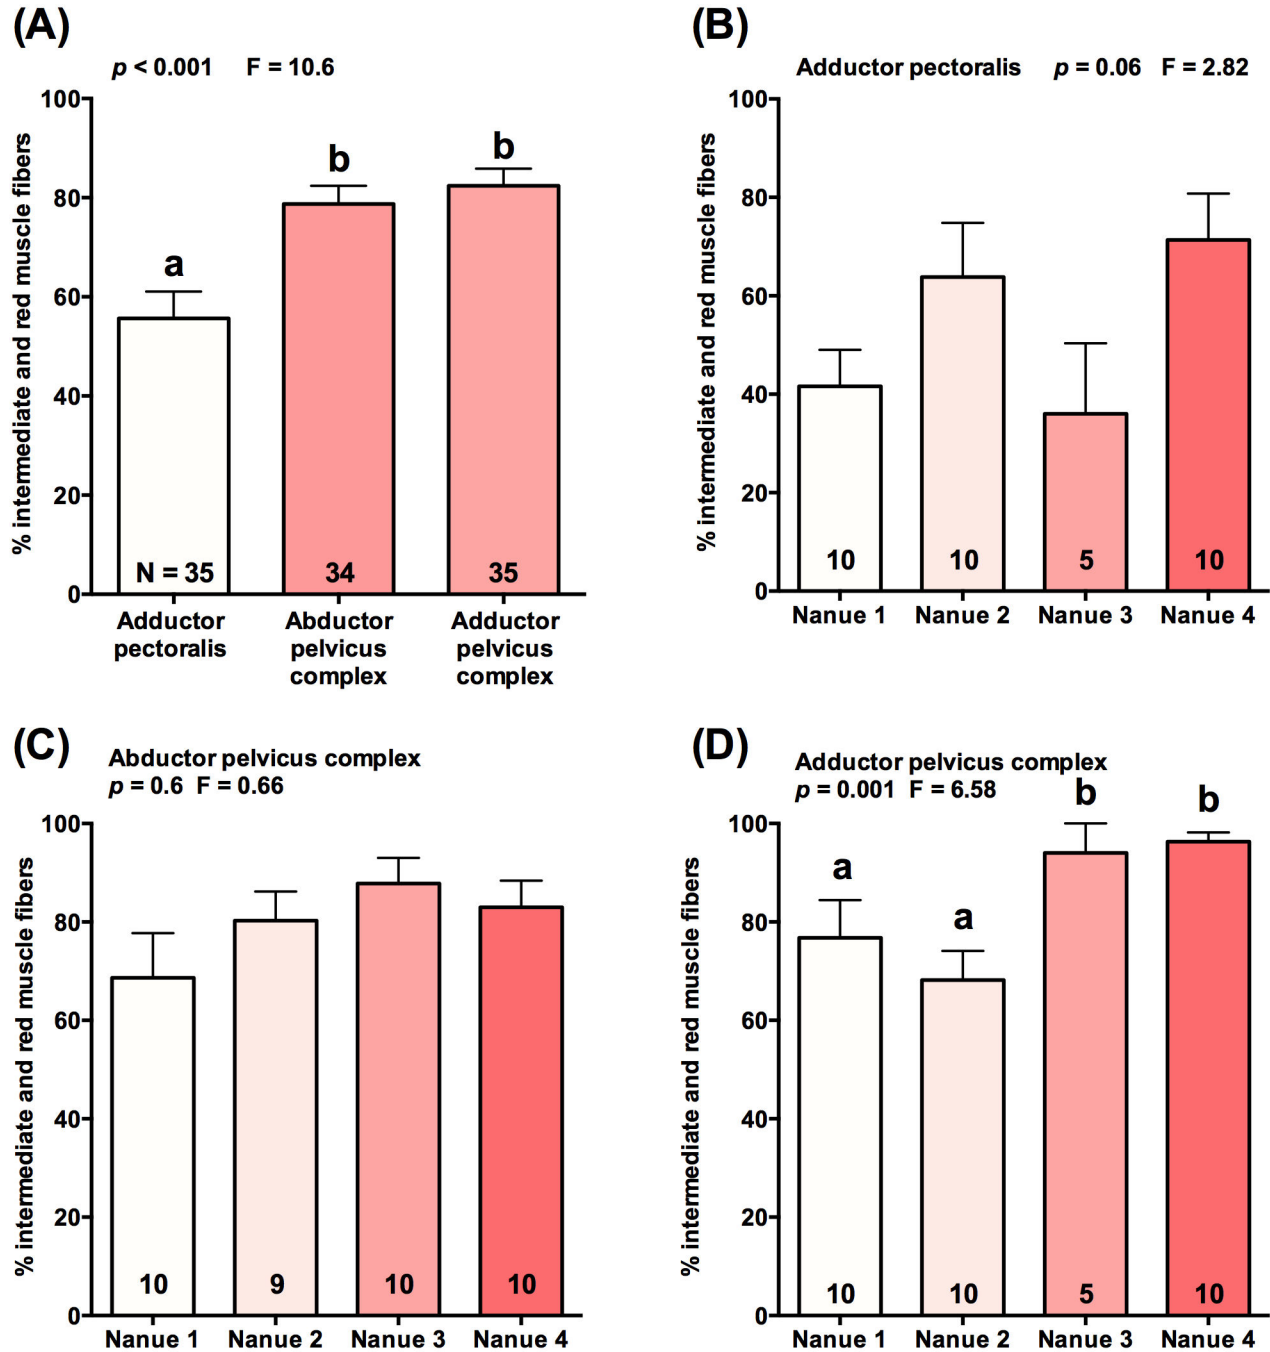 (A)
p < 0.001 F = 10.6
% intermediate and red muscle fibers
100
80
60
40
20
0
a
b
b
N = 35
34
35
Adductor
pectoralis
Abductor
pelvicus
complex
Adductor
pelvicus
complex
(B)
Adductor pectoralis p = 0.06 F = 2.82
% intermediate and red muscle fibers
100
80
60
40
20
0
10
10
5
10
Nanue 1
Nanue 2
Nanue 3
Nanue 4
(C)
Abductor pelvicus complex
p = 0.6 F = 0.66
% intermediate and red muscle fibers
100
80
60
40
20
0
10
9
10
10
Nanue 1
Nanue 2
Nanue 3
Nanue 4
(D)
Adductor pelvicus complex
p = 0.001 F = 6.58
% intermediate and red muscle fibers
100
80
60
40
20
0
a
a
b
b
10
10
5
10
Nanue 1
Nanue 2
Nanue 3
Nanue 4